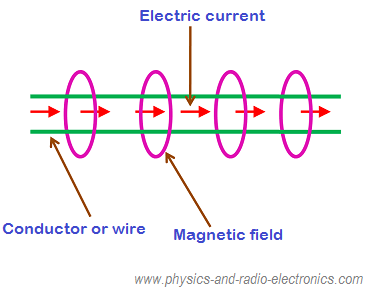 Electric current
Conductor or wire
Magnetic field
www.physics-and-radio-electronics.com